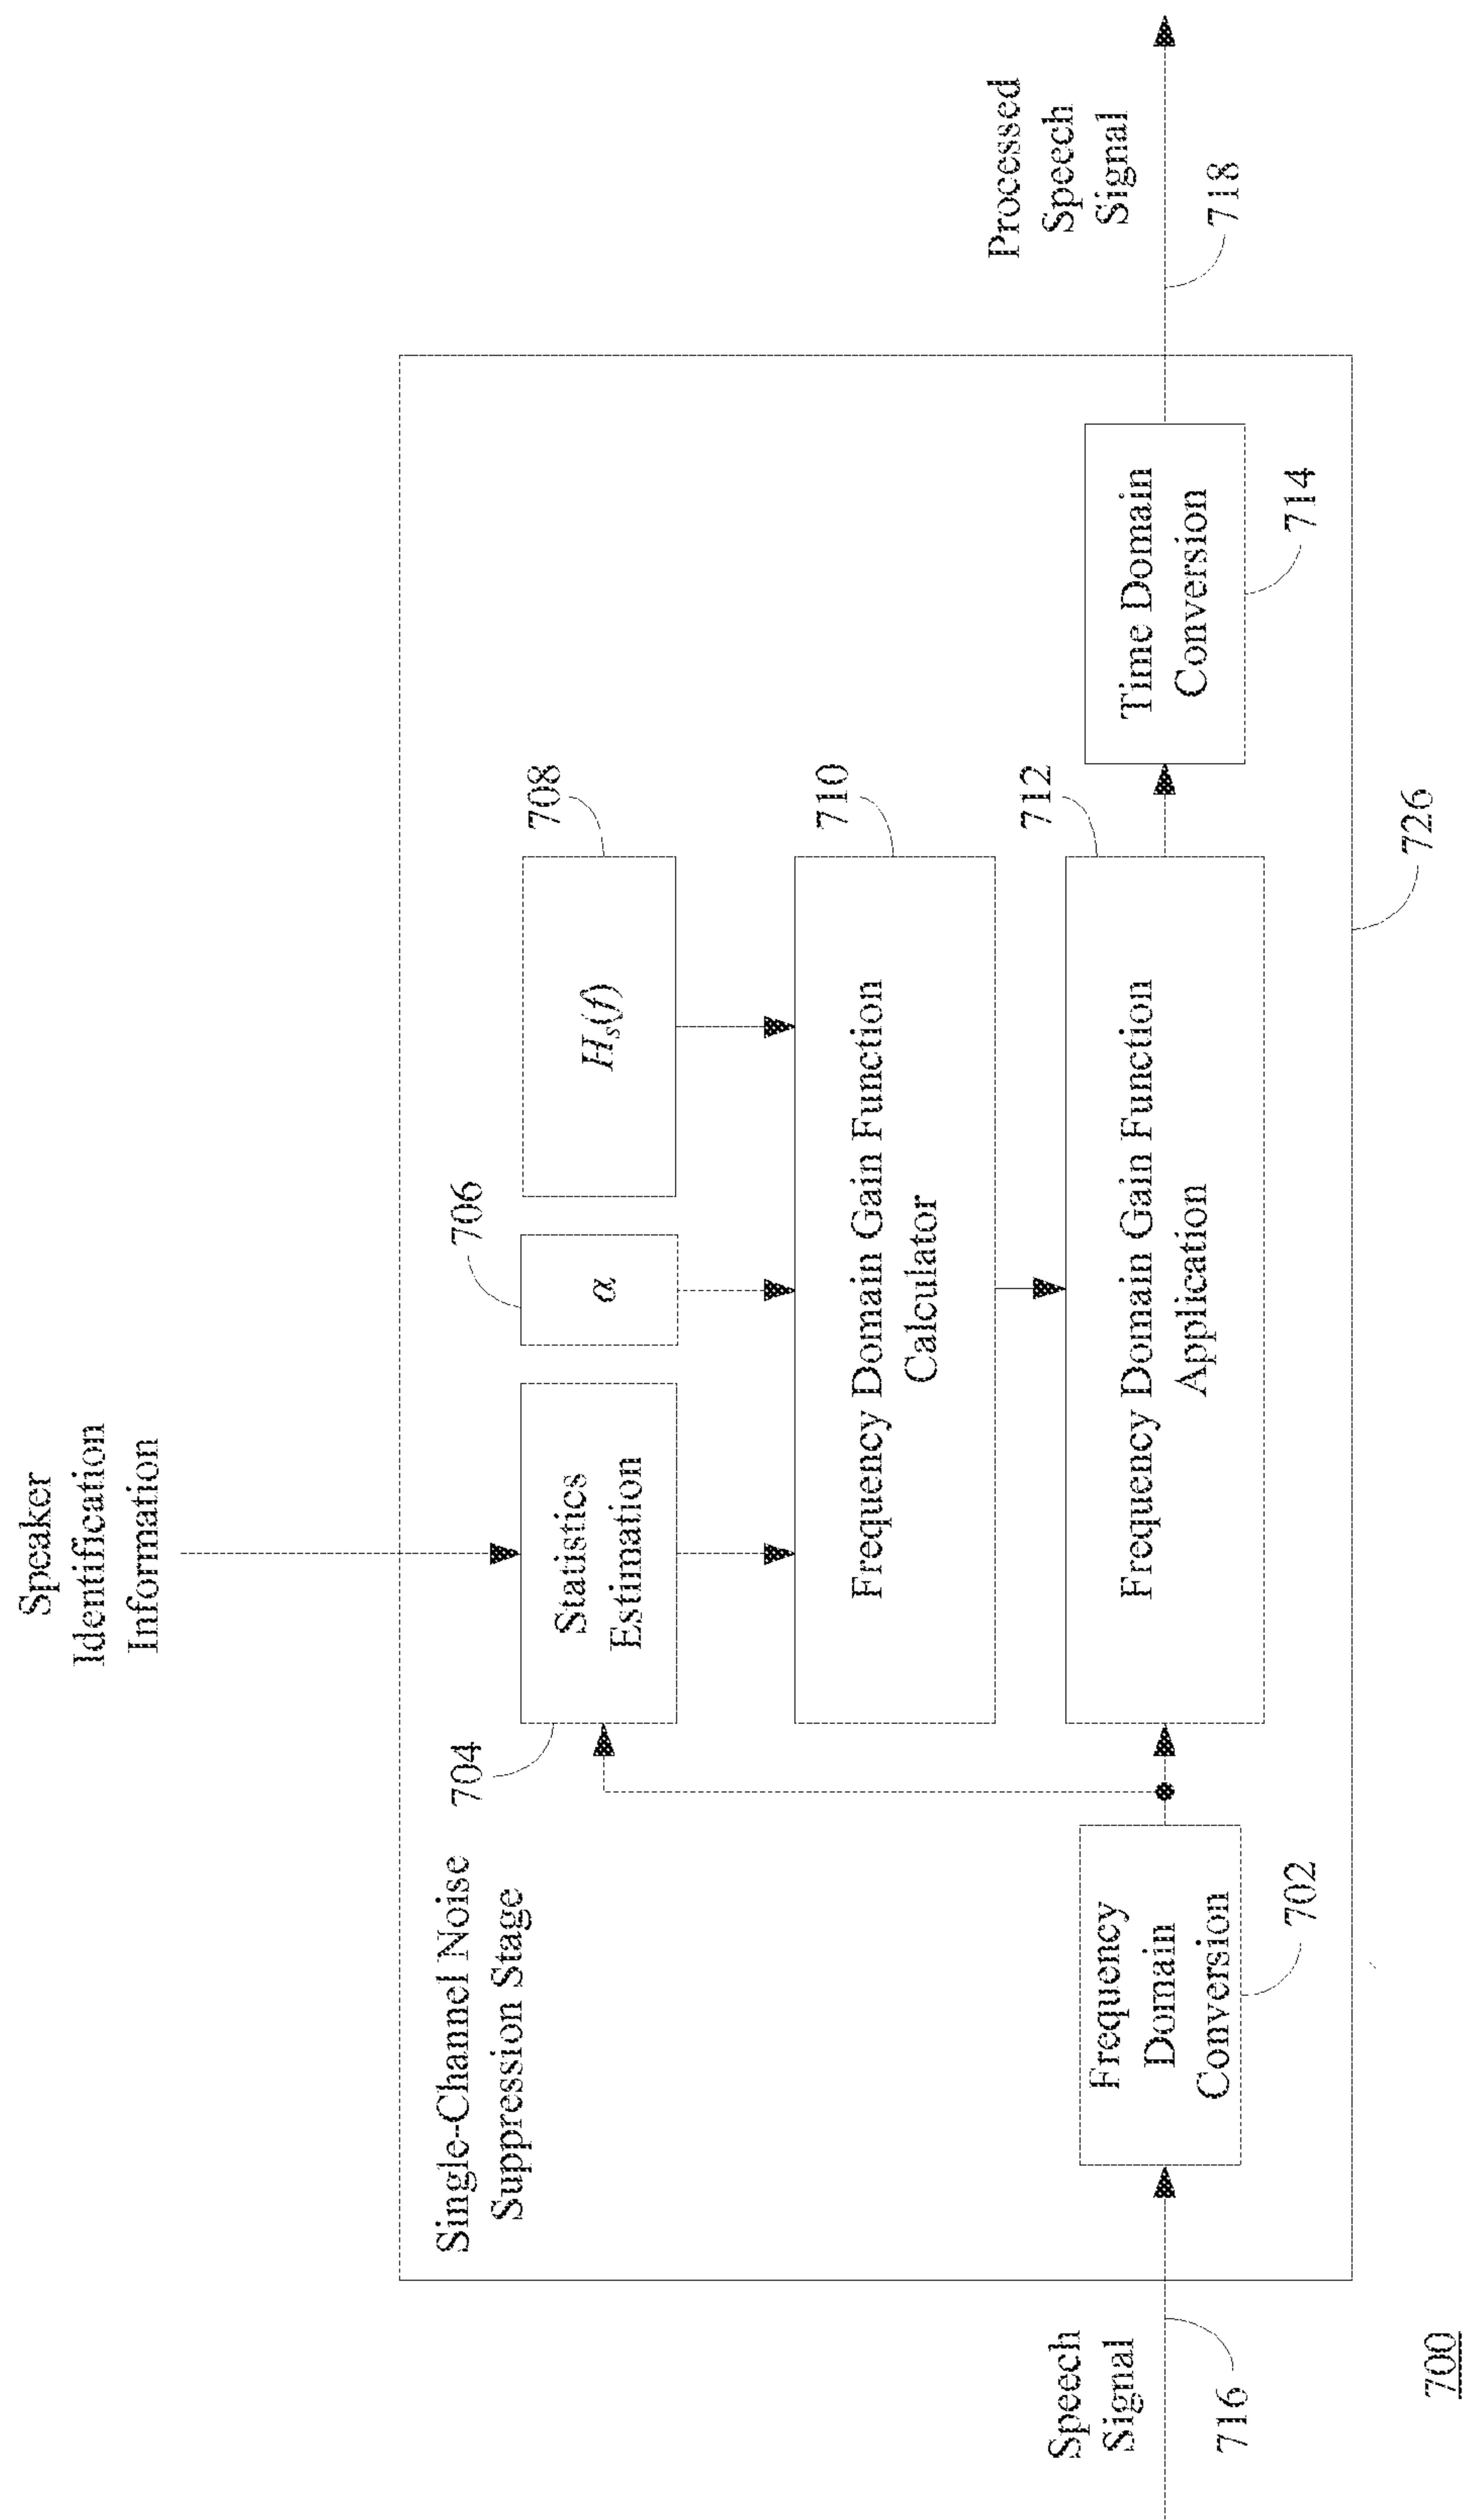 Speaker
Identification
Information
Single-Channel Noise
Suppression Stage
704
Statistics
Estimation
706
α
708
H_s(f)
710
Frequency Domain Gain Function
Calculator
712
Frequency Domain Gain Function
Application
Speech
Signal
716
Frequency
Domain
Conversion
702
Time Domain
Conversion
714
Processed
Speech
Signal
718
726
700